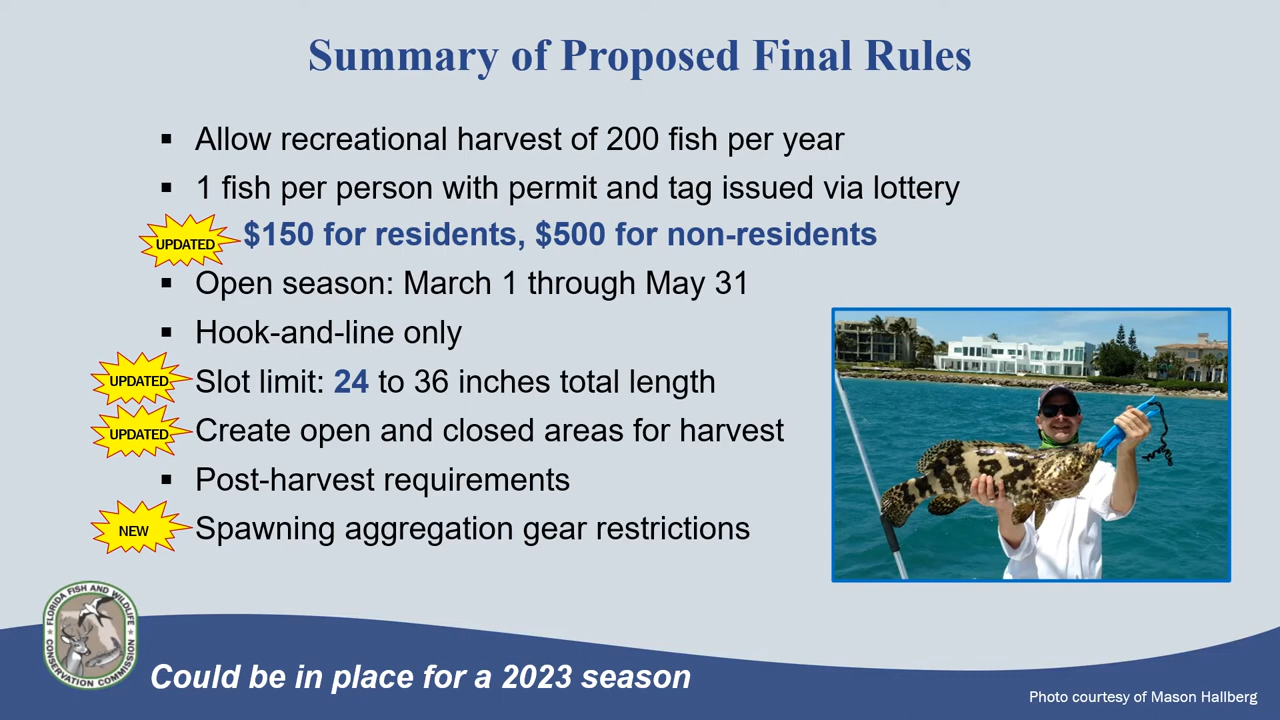 Summary of Proposed Final Rules
▪ Allow recreational harvest of 200 fish per year
▪ 1 fish per person with permit and tag issued via lottery
UPDATED $150 for residents, $500 for non-residents
▪ Open season: March 1 through May 31
▪ Hook-and-line only
UPDATED Slot limit: 24 to 36 inches total length
UPDATED Create open and closed areas for harvest
▪ Post-harvest requirements
NEW Spawning aggregation gear restrictions
FLORIDA FISH AND WILDLIFE
CONSERVATION COMMISSION
Could be in place for a 2023 season
Photo courtesy of Mason Hallberg